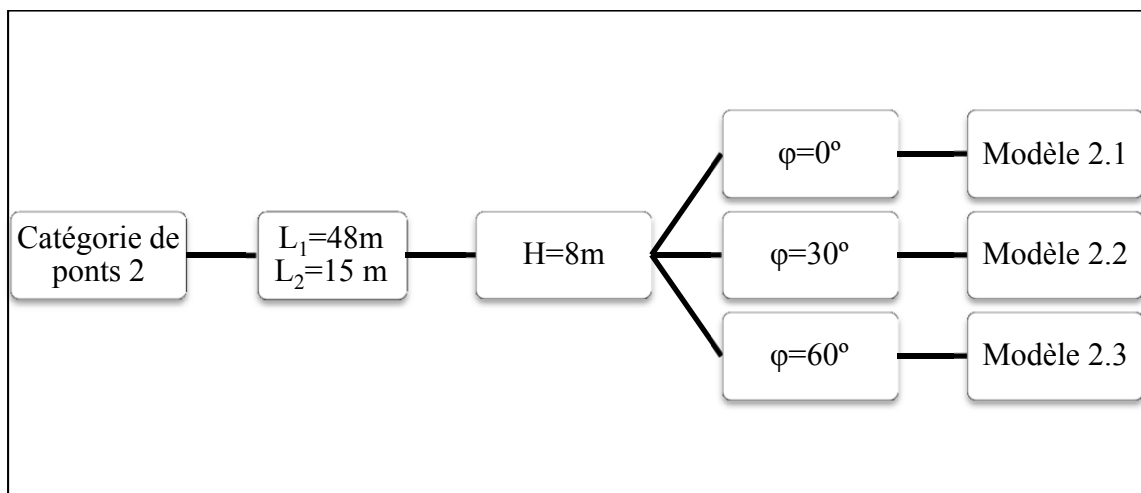 Catégorie de
ponts 2
L₁=48m
L₂=15 m
H=8m
φ=0º
Modèle 2.1
φ=30º
Modèle 2.2
φ=60º
Modèle 2.3